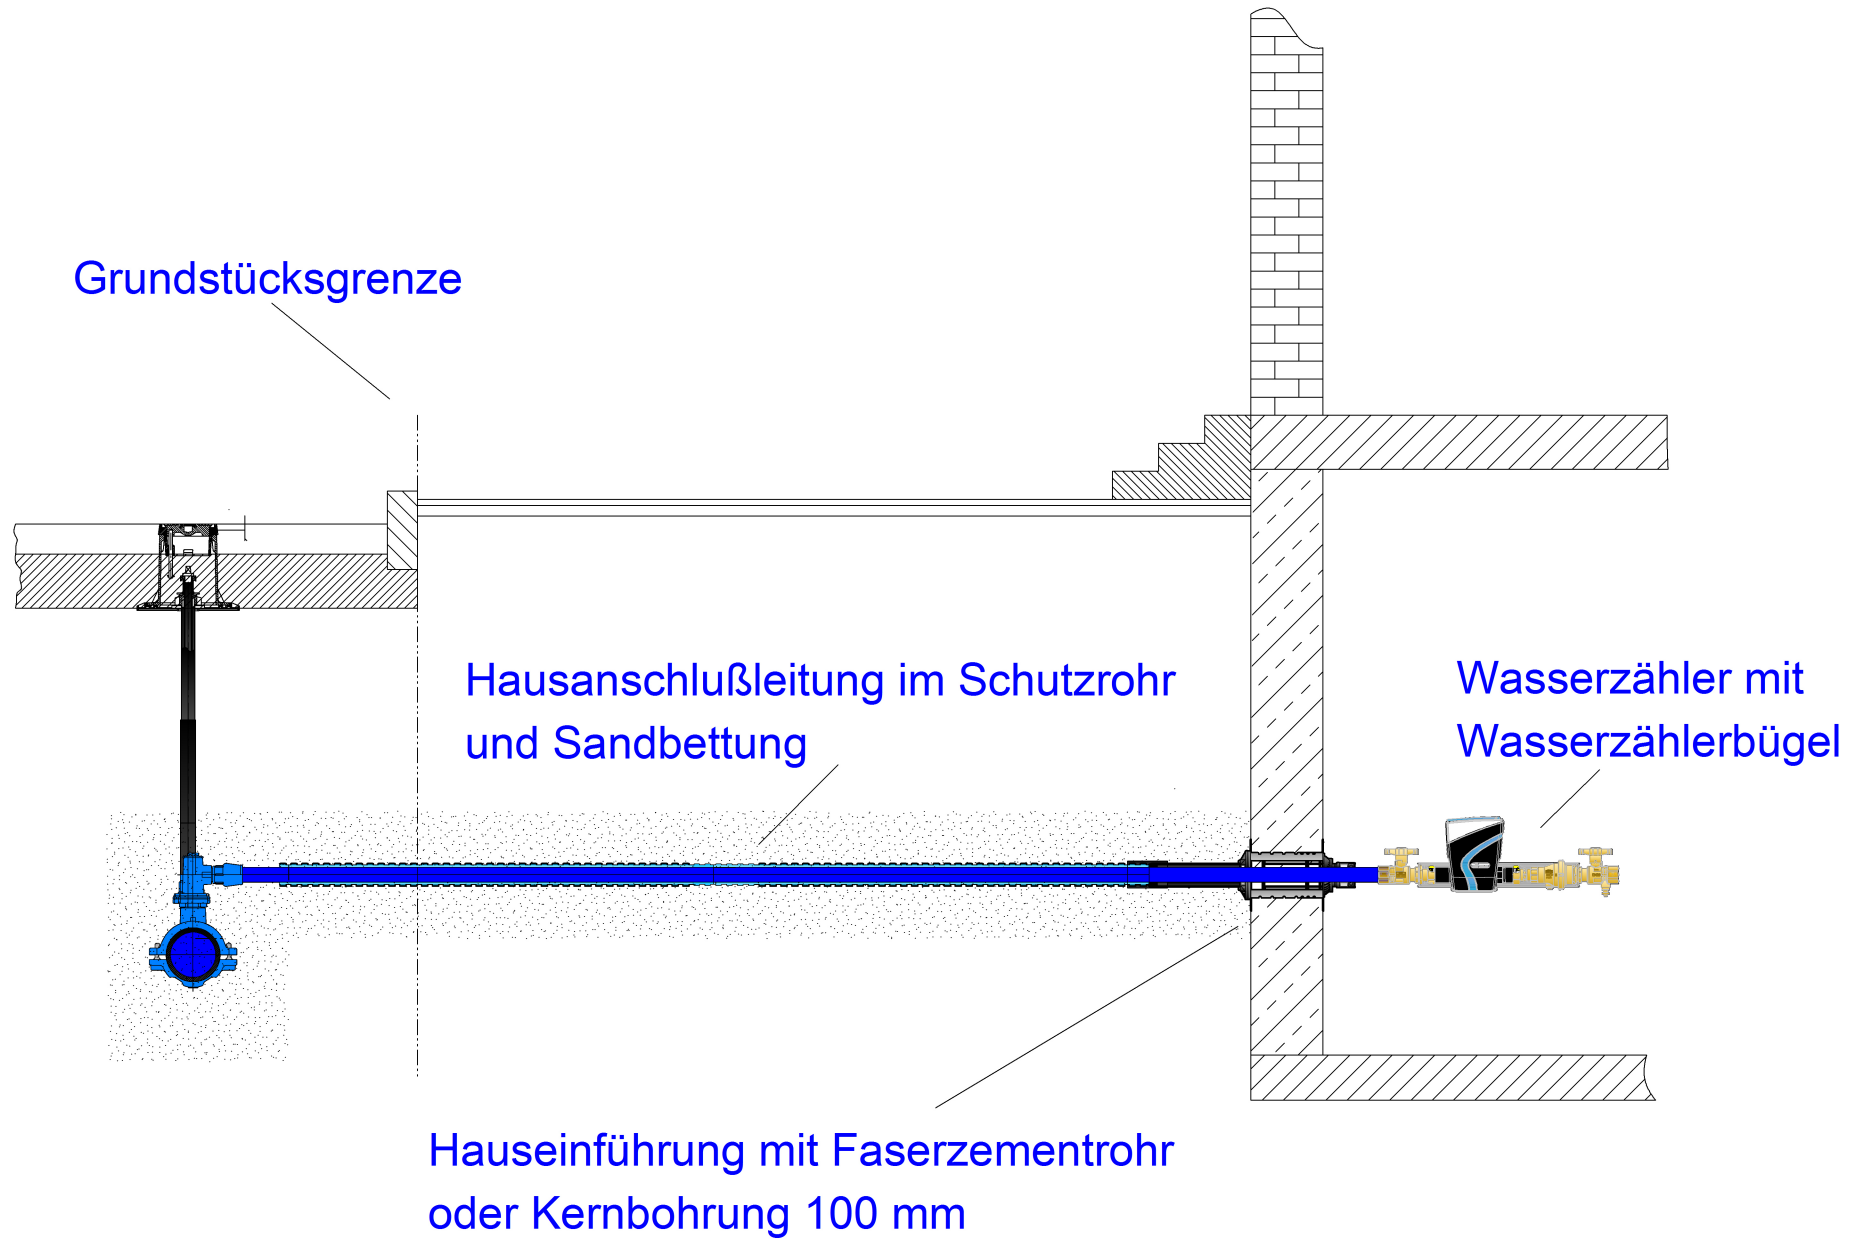 Grundstücksgrenze
Hausanschlußleitung im Schutzrohr
und Sandbettung
Wasserzähler mit
Wasserzählerbügel
Hauseinführung mit Faserzementrohr
oder Kernbohrung 100 mm